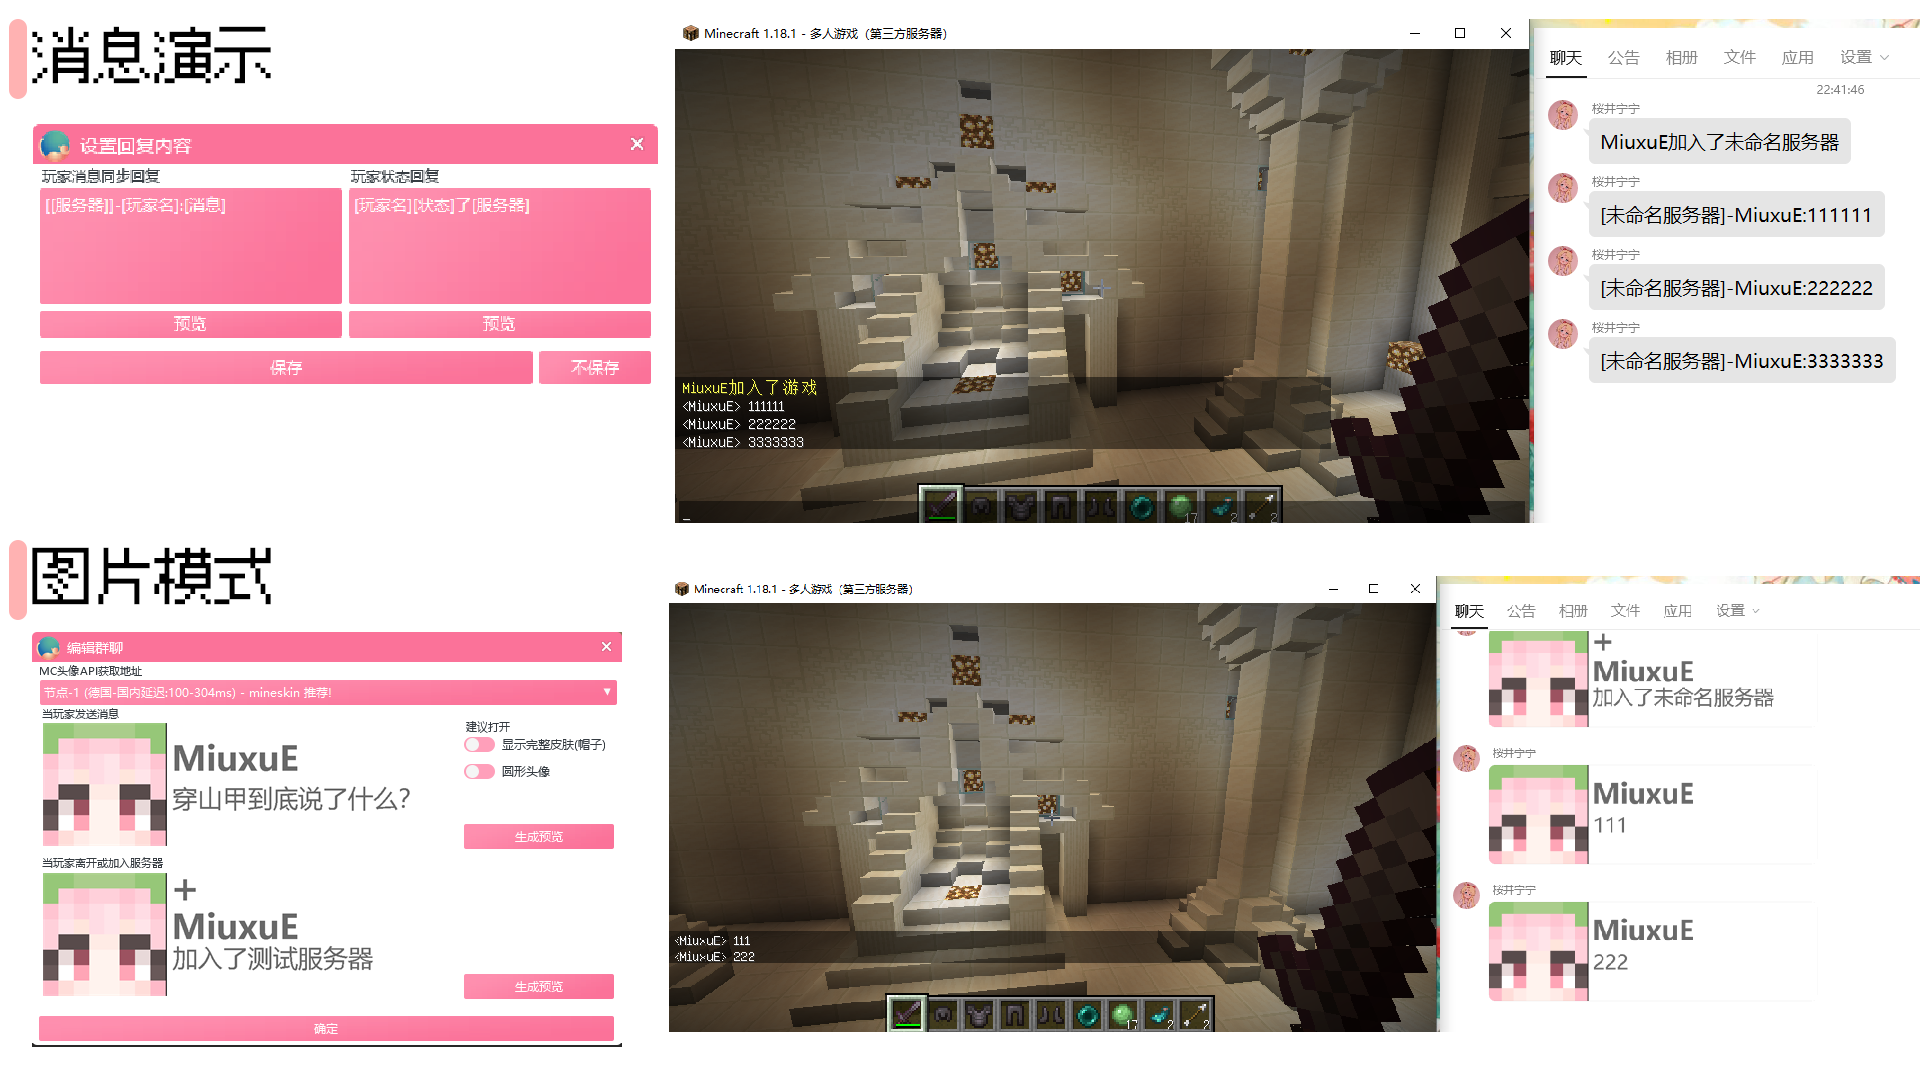 消息演示
设置回复内容
玩家消息同步回复
玩家状态回复
[[服务器]]-[玩家名]:[消息]
[玩家名][状态]了[服务器]
预览
预览
保存
不保存
Minecraft 1.18.1 - 多人游戏（第三方服务器）
MiuxuE加入了游戏
<MiuxuE> 111111
<MiuxuE> 222222
<MiuxuE> 3333333
17
2
2
聊天 公告 相册 文件 应用 设置
22:41:46
桜井宁宁
MiuxuE加入了未命名服务器
桜井宁宁
[未命名服务器]-MiuxuE:111111
桜井宁宁
[未命名服务器]-MiuxuE:222222
桜井宁宁
[未命名服务器]-MiuxuE:3333333
图片模式
编辑群聊
MC头像API获取地址
节点-1 (德国-国内延迟:100-304ms) - mineskin 推荐!
当玩家发送消息
MiuxuE
穿山甲到底说了什么?
建议打开
显示完整皮肤(帽子)
圆形头像
生成预览
当玩家离开或加入服务器
+
MiuxuE
加入了测试服务器
生成预览
确定
Minecraft 1.18.1 - 多人游戏（第三方服务器）
<MiuxuE> 111
<MiuxuE> 222
17
2
2
聊天 公告 相册 文件 应用 设置
+
MiuxuE
加入了未命名服务器
桜井宁宁
MiuxuE
111
桜井宁宁
MiuxuE
222